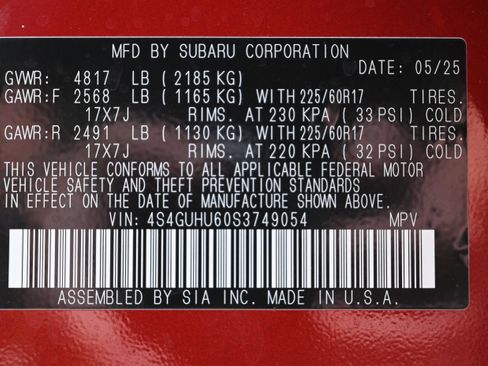 MFD BY SUBARU CORPORATION
DATE: 05/25
GVWR: 4817 LB (2185 KG)
GAWR:F 2568 LB (1165 KG) WITH 225/60R17 TIRES.
17X7J RIMS. AT 230 KPA (33 PSI) COLD
GAWR:R 2491 LB (1130 KG) WITH 225/60R17 TIRES.
17X7J RIMS. AT 220 KPA (32 PSI) COLD
THIS VEHICLE CONFORMS TO ALL APPLICABLE FEDERAL MOTOR
VEHICLE SAFETY AND THEFT PREVENTION STANDARDS
IN EFFECT ON THE DATE OF MANUFACTURE SHOWN ABOVE.
VIN: 4S4GUHU60S3749054 MPV
ASSEMBLED BY SIA INC. MADE IN U.S.A.